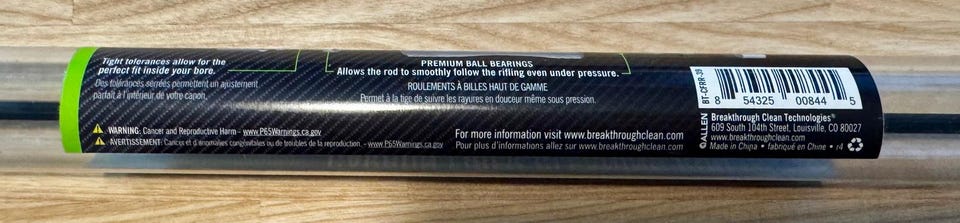 Tight tolerances allow for the
perfect fit inside your bore.
Des tolérances serrées permettent un ajustement
parfait à l'intérieur de votre canon.
WARNING: Cancer and Reproductive Harm - www.P65Warnings.ca.gov
AVERTISSEMENT: Cancer et d'anomalies congénitales ou de troubles de la reproduction. - www.P65Warnings.ca.gov
PREMIUM BALL BEARINGS
Allows the rod to smoothly follow the rifling even under pressure.
ROULEMENTS À BILLES HAUT DE GAMME
Permet à la tige de suivre les rayures en douceur même sous pression.
For more information visit www.breakthroughclean.com
Pour plus d'informations allez sur www.breakthroughclean.com
BT-CFRR-39
8 54325 00844 5
ALLEN
Breakthrough Clean Technologies®
609 South 104th Street, Louisville, CO 80027
www.breakthroughclean.com
Made in China • fabriqué en Chine • r4